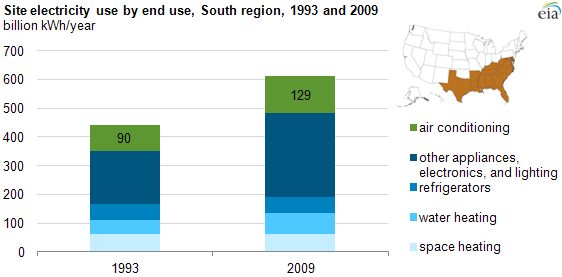 Site electricity use by end use, South region, 1993 and 2009
billion kWh/year
eia
700
600
500
400
300
200
100
0
90
129
1993
2009
air conditioning
other appliances,
electronics, and lighting
refrigerators
water heating
space heating